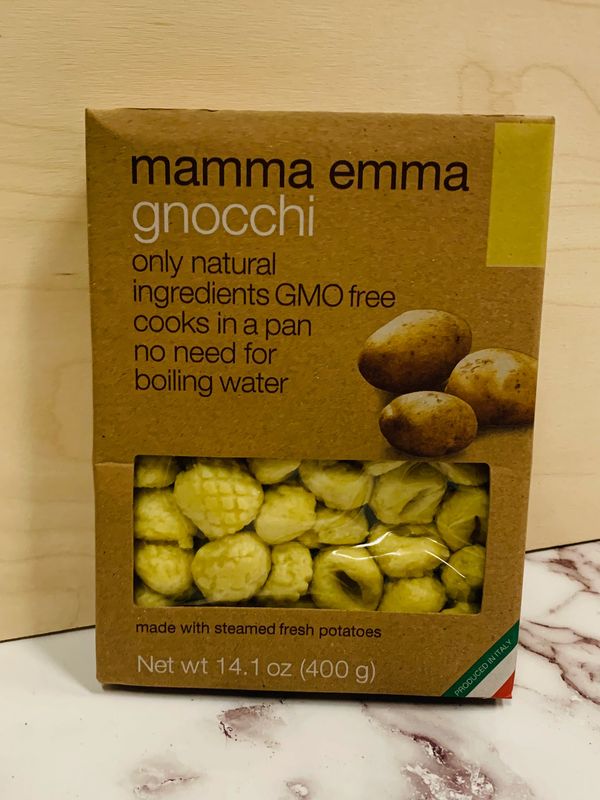 mamma emma
gnocchi
only natural
ingredients GMO free
cooks in a pan
no need for
boiling water
made with steamed fresh potatoes
Net wt 14.1 oz (400 g)
PRODUCED IN ITALY